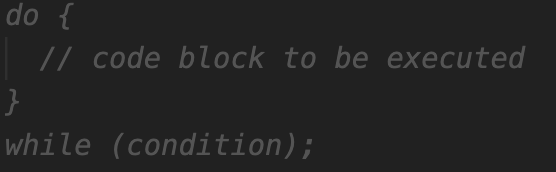 do {
  // code block to be executed
}
while (condition);